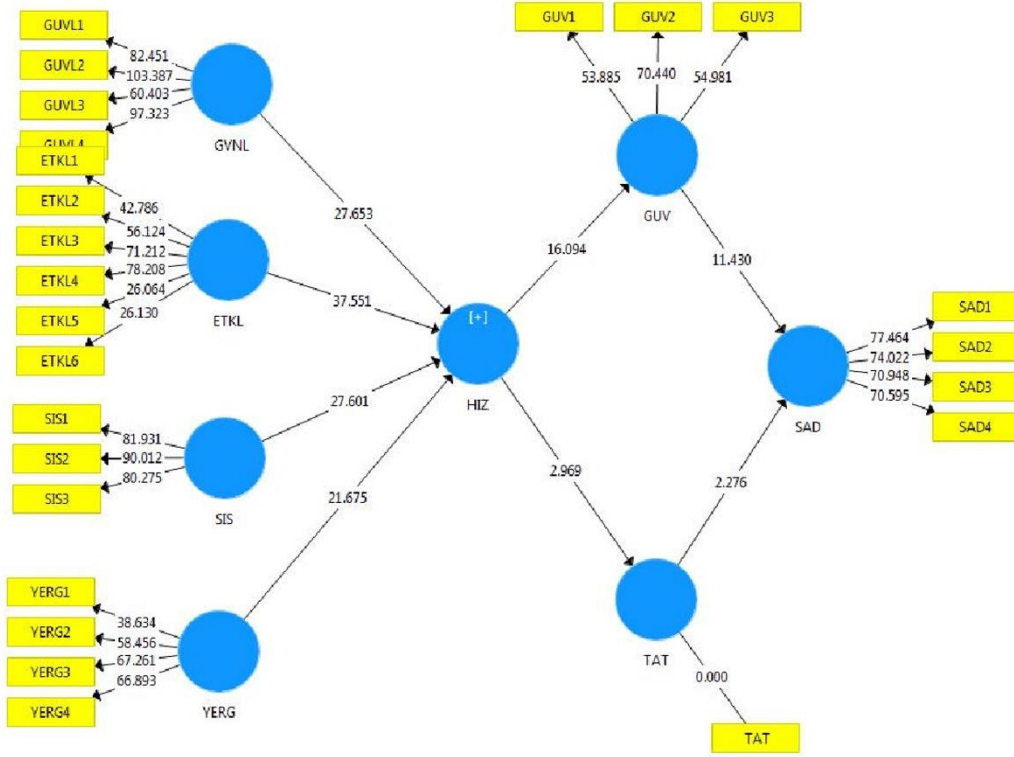 GUVL1
GUVL2
GUVL3
GUVL4
82.451
103.387
60.403
97.323
GVNL
ETKL1
ETKL2
ETKL3
ETKL4
ETKL5
ETKL6
42.786
56.124
71.212
78.208
26.064
26.130
ETKL
SIS1
SIS2
SIS3
81.931
90.012
80.275
SIS
YERG1
YERG2
YERG3
YERG4
38.634
58.456
67.261
66.893
YERG
27.653
37.551
27.601
21.675
[+]
HIZ
16.094
2.969
GUV1
GUV2
GUV3
53.885
70.440
54.981
GUV
11.430
2.276
TAT
0.000
TAT
SAD
77.464
74.022
70.948
70.595
SAD1
SAD2
SAD3
SAD4